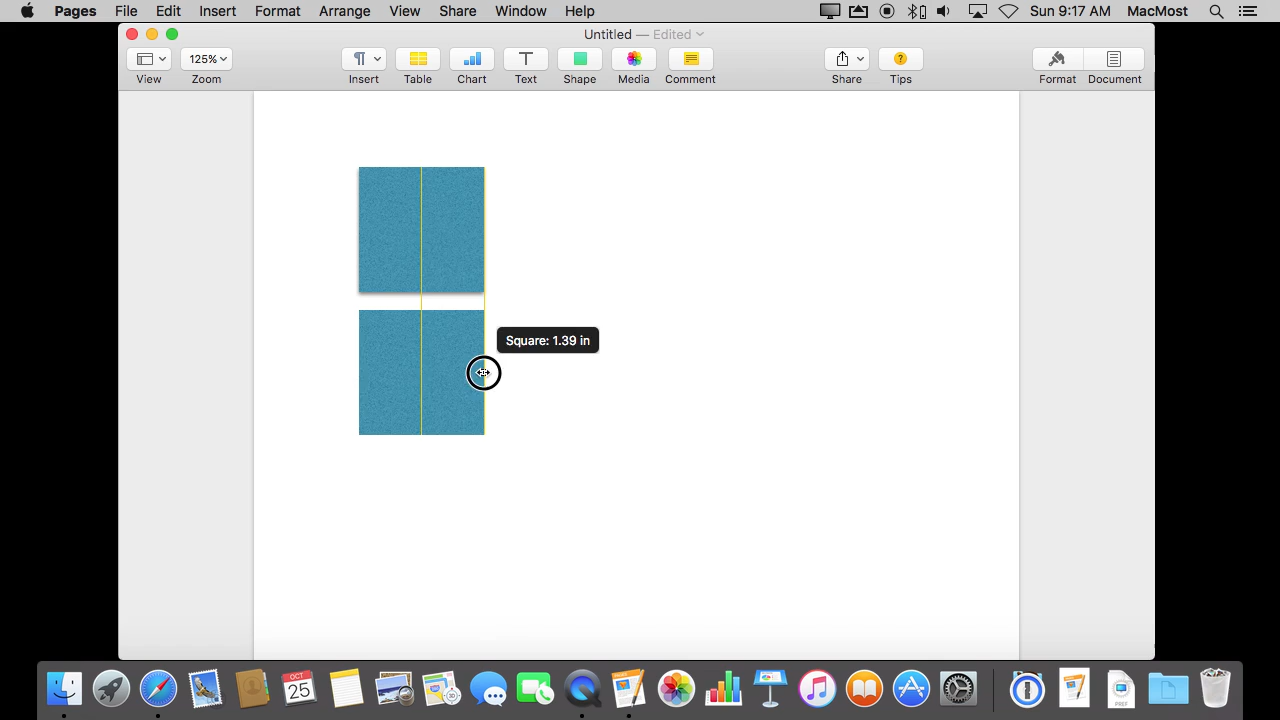 Pages File Edit Insert Format Arrange View Share Window Help Sun 9:17 AM MacMost
Untitled — Edited
125%
View Zoom Insert Table Chart Text Shape Media Comment Share Tips Format Document
Square: 1.39 in
OCT
25